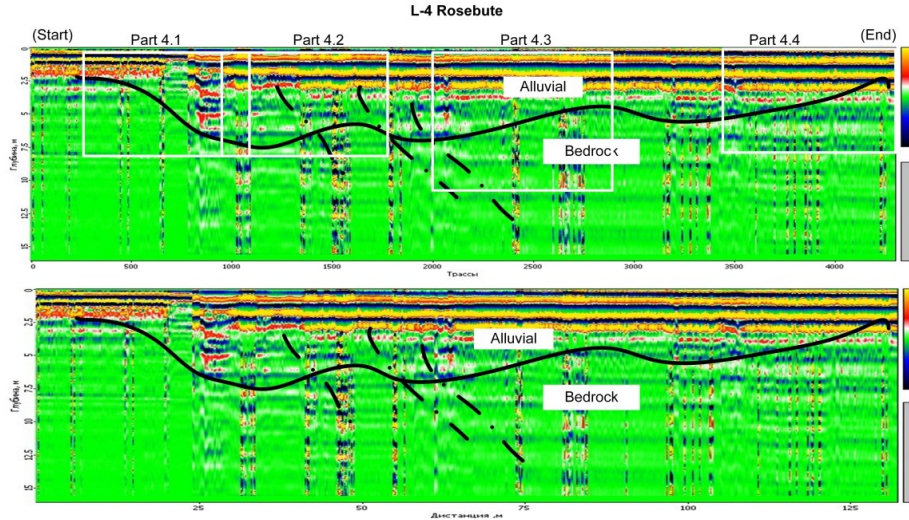 L-4 Rosebute
(Start) Part 4.1 Part 4.2 Part 4.3 Part 4.4 (End)
0
2.5
5
7.5
10
12.5
15
Глубина, м
Alluvial
Bedrock
0 500 1000 1500 2000 2500 3000 3500 4000
Трассы
0
2.5
5
7.5
10
12.5
15
Глубина, м
Alluvial
Bedrock
25 50 75 100 125
Дистанция ,м